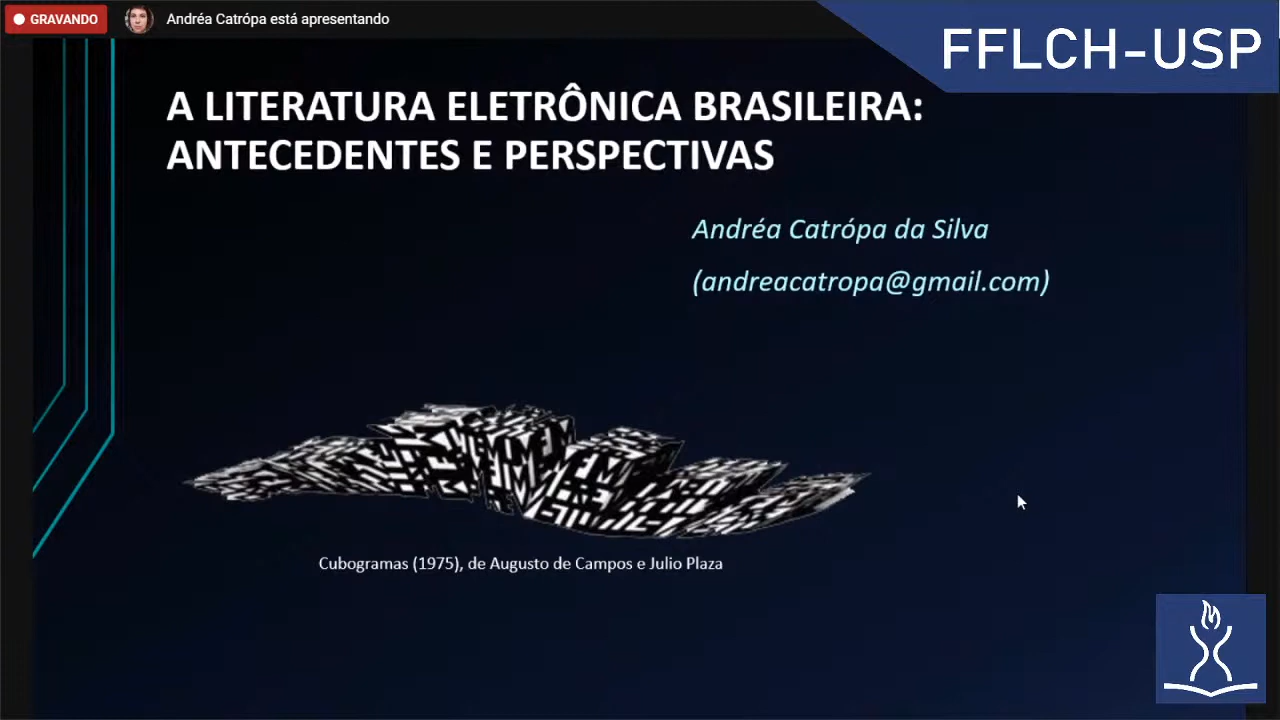 GRAVANDO
Andréa Catrópa está apresentando
FFLCH-USP
A LITERATURA ELETRÔNICA BRASILEIRA:
ANTECEDENTES E PERSPECTIVAS
Andréa Catrópa da Silva
(andreacatropa@gmail.com)
Cubogramas (1975), de Augusto de Campos e Julio Plaza